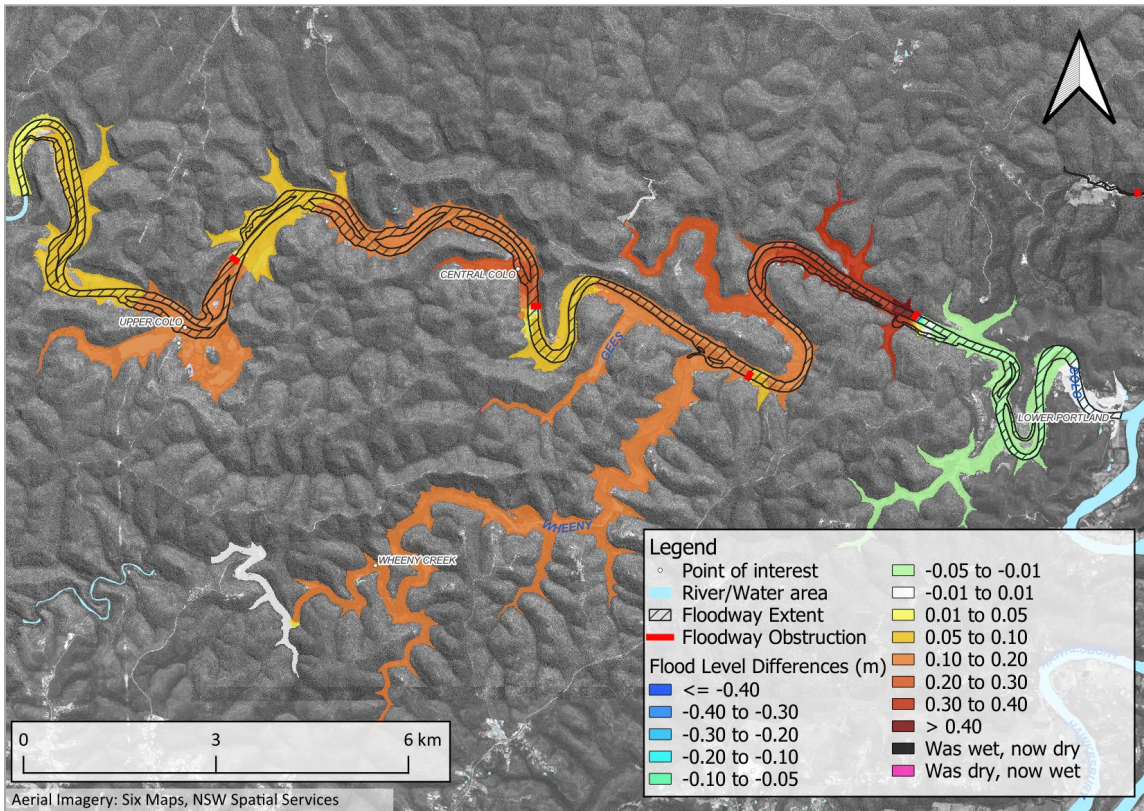 CENTRAL COLO
UPPER COLO
GEES
COLO
LOWER PORTLAND
WHEENY
WHEENY CREEK
HAWKESBURY
HAWKESBURY
Legend
Point of interest
River/Water area
Floodway Extent
Floodway Obstruction
Flood Level Differences (m)
<= -0.40
-0.40 to -0.30
-0.30 to -0.20
-0.20 to -0.10
-0.10 to -0.05
-0.05 to -0.01
-0.01 to 0.01
0.01 to 0.05
0.05 to 0.10
0.10 to 0.20
0.20 to 0.30
0.30 to 0.40
> 0.40
Was wet, now dry
Was dry, now wet
0 3 6 km
Aerial Imagery: Six Maps, NSW Spatial Services